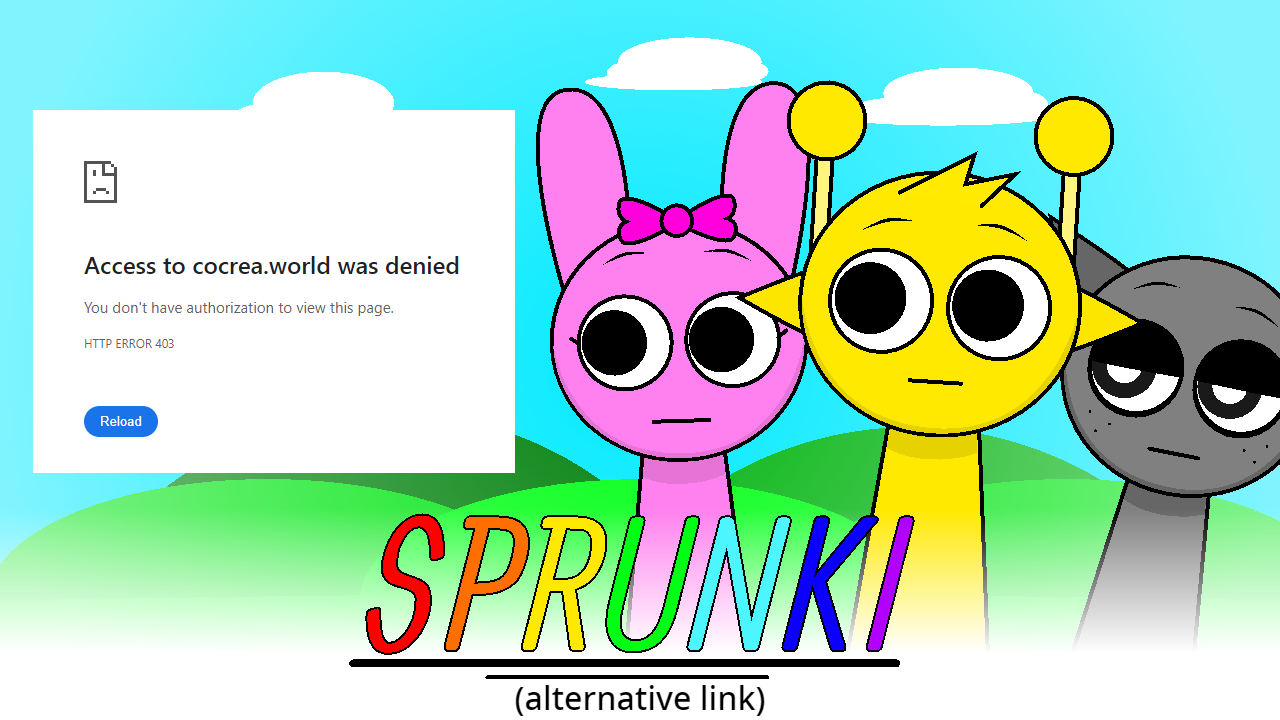 Access to cocrea.world was denied
You don't have authorization to view this page.
HTTP ERROR 403
Reload
SPRUNKI
(alternative link)